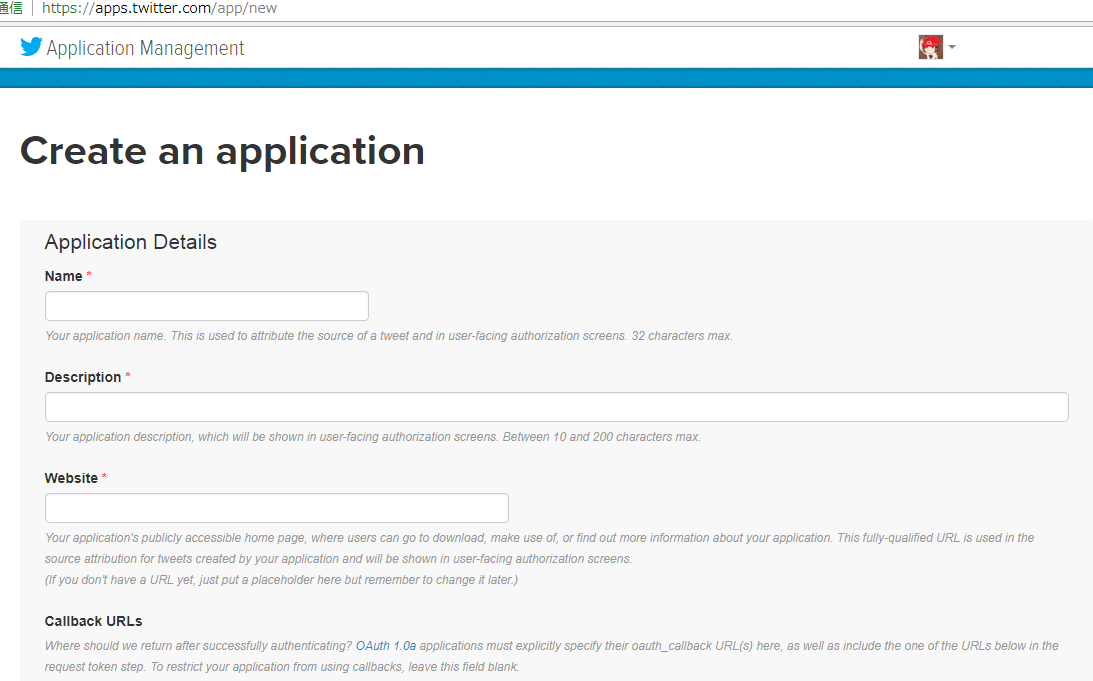 通信 https://apps.twitter.com/app/new
Application Management
Create an application
Application Details
Name *
Your application name. This is used to attribute the source of a tweet and in user-facing authorization screens. 32 characters max.
Description *
Your application description, which will be shown in user-facing authorization screens. Between 10 and 200 characters max.
Website *
Your application's publicly accessible home page, where users can go to download, make use of, or find out more information about your application. This fully-qualified URL is used in the
source attribution for tweets created by your application and will be shown in user-facing authorization screens.
(If you don't have a URL yet, just put a placeholder here but remember to change it later.)
Callback URLs
Where should we return after successfully authenticating? OAuth 1.0a applications must explicitly specify their oauth_callback URL(s) here, as well as include the one of the URLs below in the
request token step. To restrict your application from using callbacks, leave this field blank.